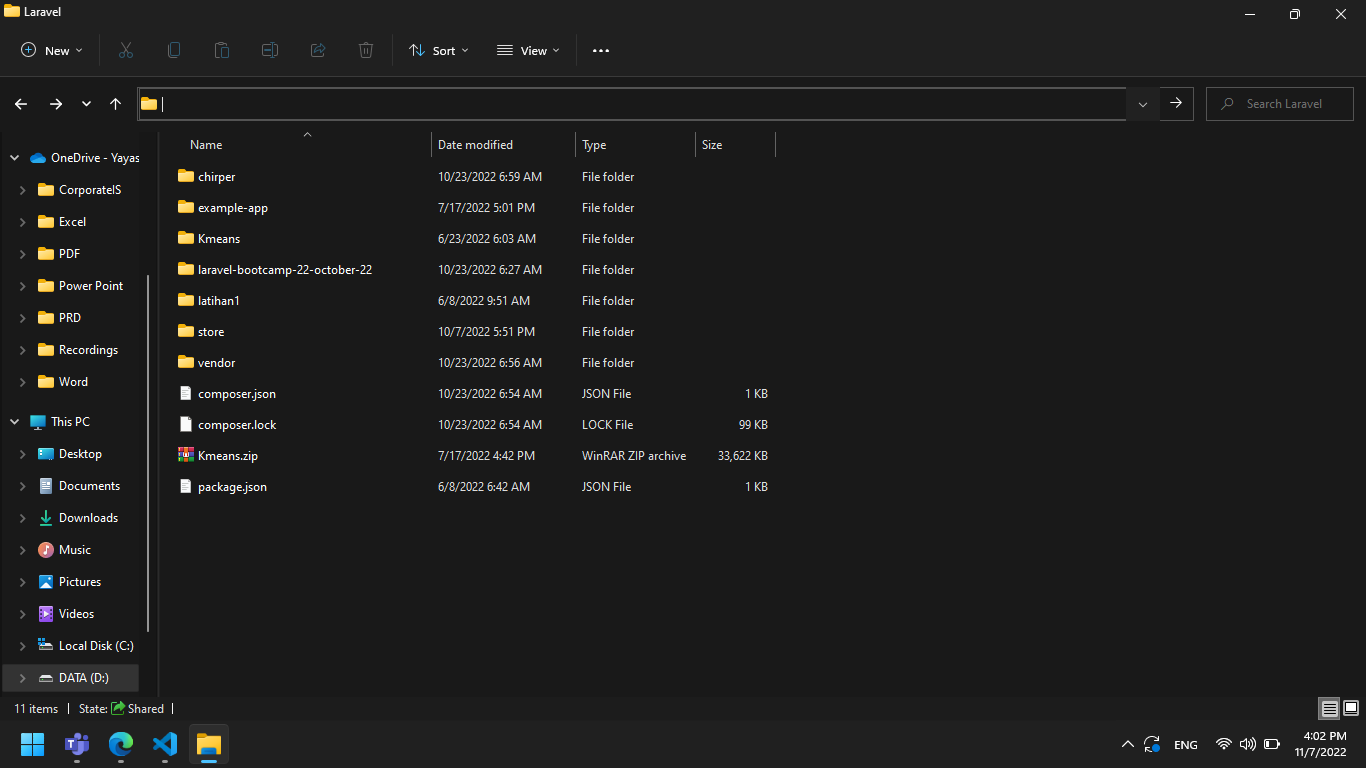 Laravel
New
Sort
View
Search Laravel
Name Date modified Type Size
OneDrive - Yayas
CorporateIS
Excel
PDF
Power Point
PRD
Recordings
Word
This PC
Desktop
Documents
Downloads
Music
Pictures
Videos
Local Disk (C:)
DATA (D:)
chirper 10/23/2022 6:59 AM File folder
example-app 7/17/2022 5:01 PM File folder
Kmeans 6/23/2022 6:03 AM File folder
laravel-bootcamp-22-october-22 10/23/2022 6:27 AM File folder
latihan1 6/8/2022 9:51 AM File folder
store 10/7/2022 5:51 PM File folder
vendor 10/23/2022 6:56 AM File folder
composer.json 10/23/2022 6:54 AM JSON File 1 KB
composer.lock 10/23/2022 6:54 AM LOCK File 99 KB
Kmeans.zip 7/17/2022 4:42 PM WinRAR ZIP archive 33,622 KB
package.json 6/8/2022 6:42 AM JSON File 1 KB
11 items State: Shared
ENG
4:02 PM
11/7/2022